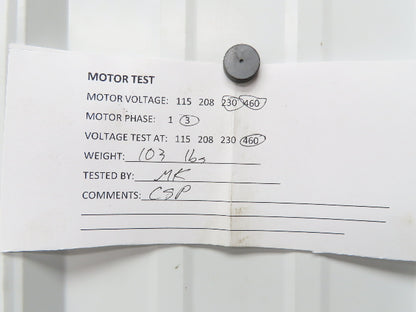 MOTOR TEST
MOTOR VOLTAGE: 115 208 230 460
MOTOR PHASE: 1 3
VOLTAGE TEST AT: 115 208 230 460
WEIGHT: 103 lbs
TESTED BY: MK
COMMENTS: CSP